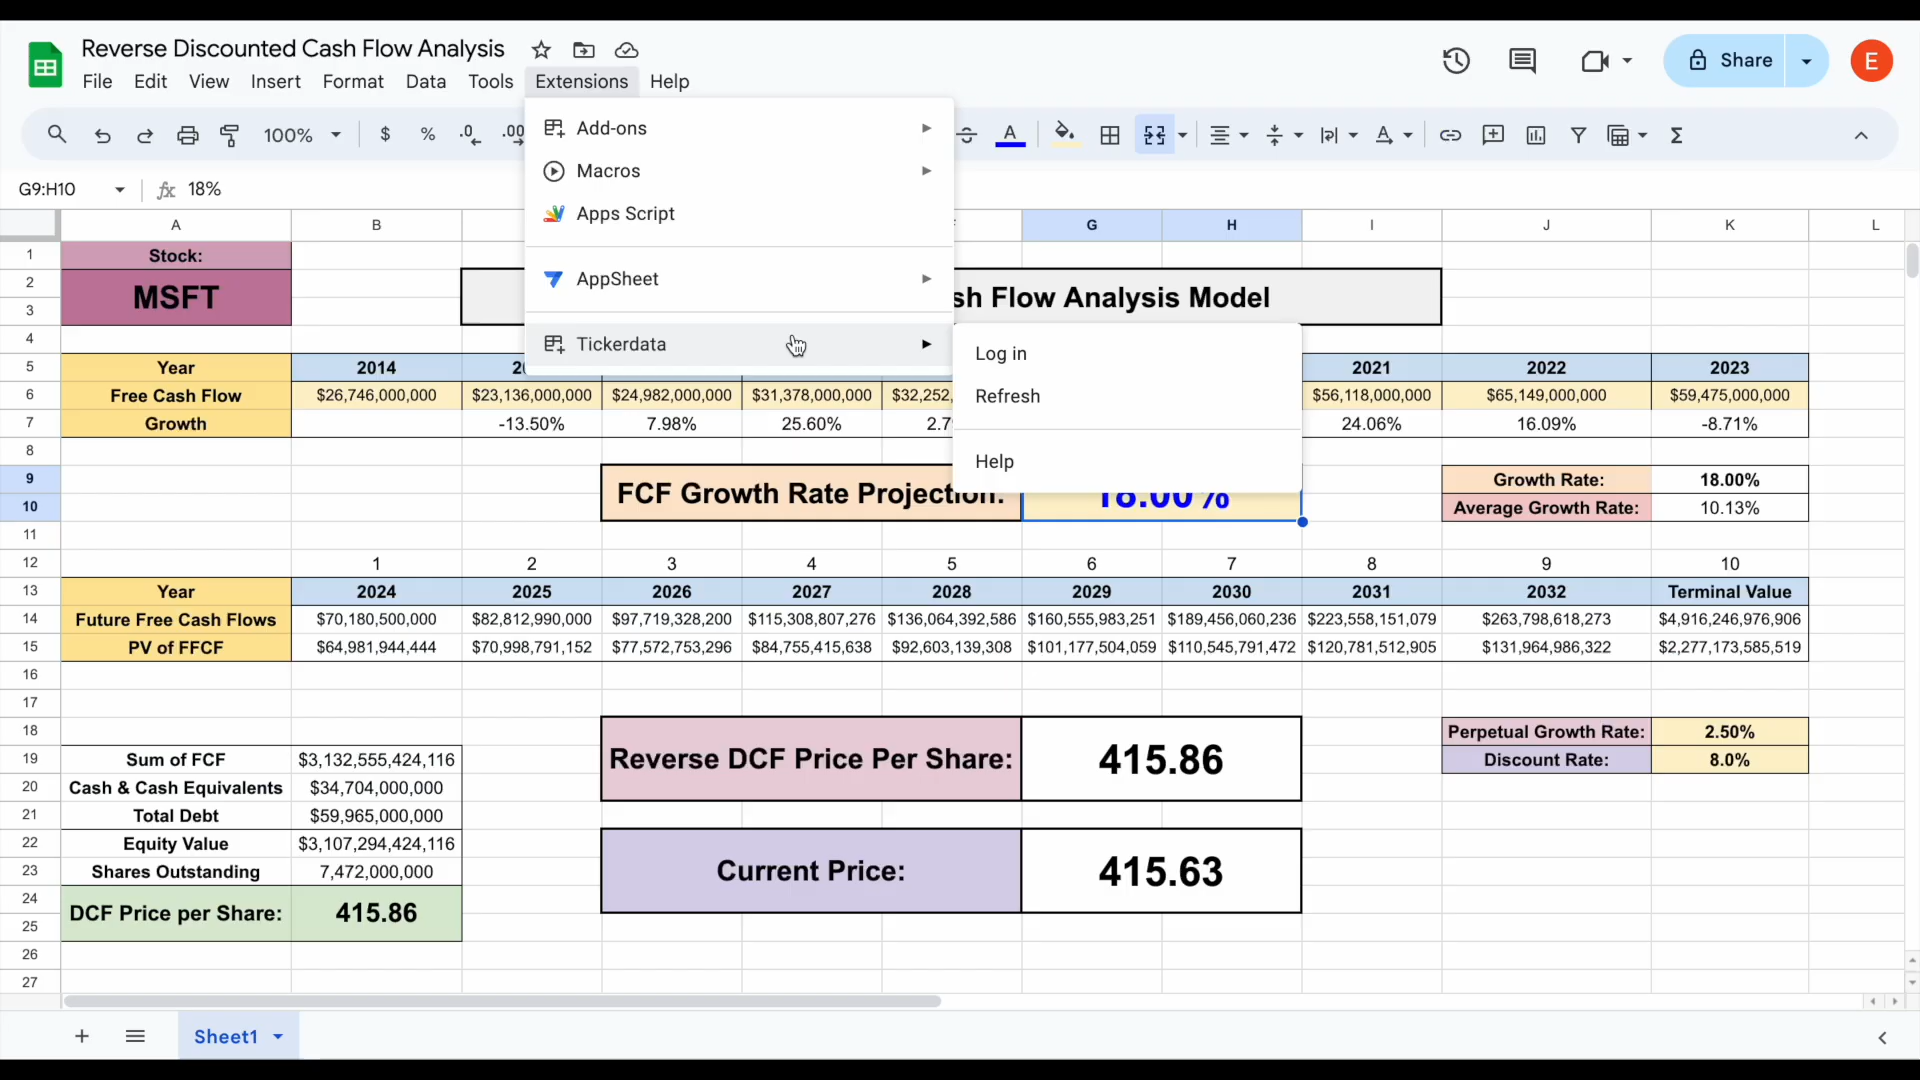 Reverse Discounted Cash Flow Analysis
File Edit View Insert Format Data Tools Extensions Help
Share
E
100% $ % .0 .00 A
G9:H10 fx 18%
Add-ons
Macros
Apps Script
AppSheet
Tickerdata
Log in
Refresh
Help
A B G H I J K L
1 Stock:
2 MSFT sh Flow Analysis Model
3
4
5 Year 2014 20 2021 2022 2023
6 Free Cash Flow $26,746,000,000 $23,136,000,000 $24,982,000,000 $31,378,000,000 $32,252, $56,118,000,000 $65,149,000,000 $59,475,000,000
7 Growth -13.50% 7.98% 25.60% 2.7 24.06% 16.09% -8.71%
8
9 FCF Growth Rate Projection: 18.00% Growth Rate: 18.00%
10 Average Growth Rate: 10.13%
11
12 1 2 3 4 5 6 7 8 9 10
13 Year 2024 2025 2026 2027 2028 2029 2030 2031 2032 Terminal Value
14 Future Free Cash Flows $70,180,500,000 $82,812,990,000 $97,719,328,200 $115,308,807,276 $136,064,392,586 $160,555,983,251 $189,456,060,236 $223,558,151,079 $263,798,618,273 $4,916,246,976,906
15 PV of FFCF $64,981,944,444 $70,998,791,152 $77,572,753,296 $84,755,415,638 $92,603,139,308 $101,177,504,059 $110,545,791,472 $120,781,512,905 $131,964,986,322 $2,277,173,585,519
16
17
18 Perpetual Growth Rate: 2.50%
19 Sum of FCF $3,132,555,424,116 Reverse DCF Price Per Share: 415.86 Discount Rate: 8.0%
20 Cash & Cash Equivalents $34,704,000,000
21 Total Debt $59,965,000,000
22 Equity Value $3,107,294,424,116
23 Shares Outstanding 7,472,000,000 Current Price: 415.63
24 DCF Price per Share: 415.86
25
26
27
Sheet1